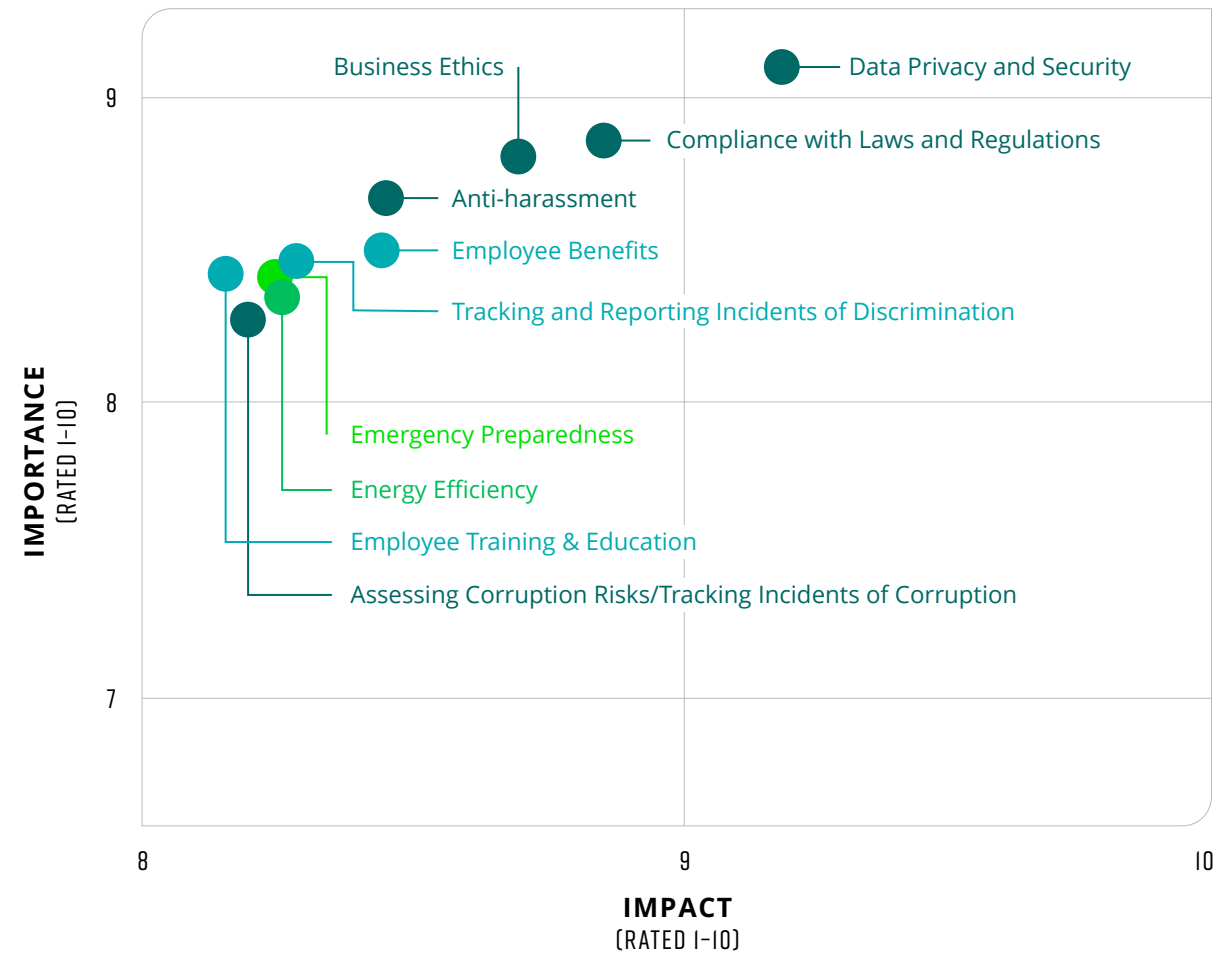 Business Ethics
Data Privacy and Security
9
Compliance with Laws and Regulations
Anti-harassment
Employee Benefits
Tracking and Reporting Incidents of Discrimination
8
Emergency Preparedness
Energy Efficiency
Employee Training & Education
Assessing Corruption Risks/Tracking Incidents of Corruption
7
IMPORTANCE
(RATED 1-10)
8
9
10
IMPACT
(RATED 1-10)